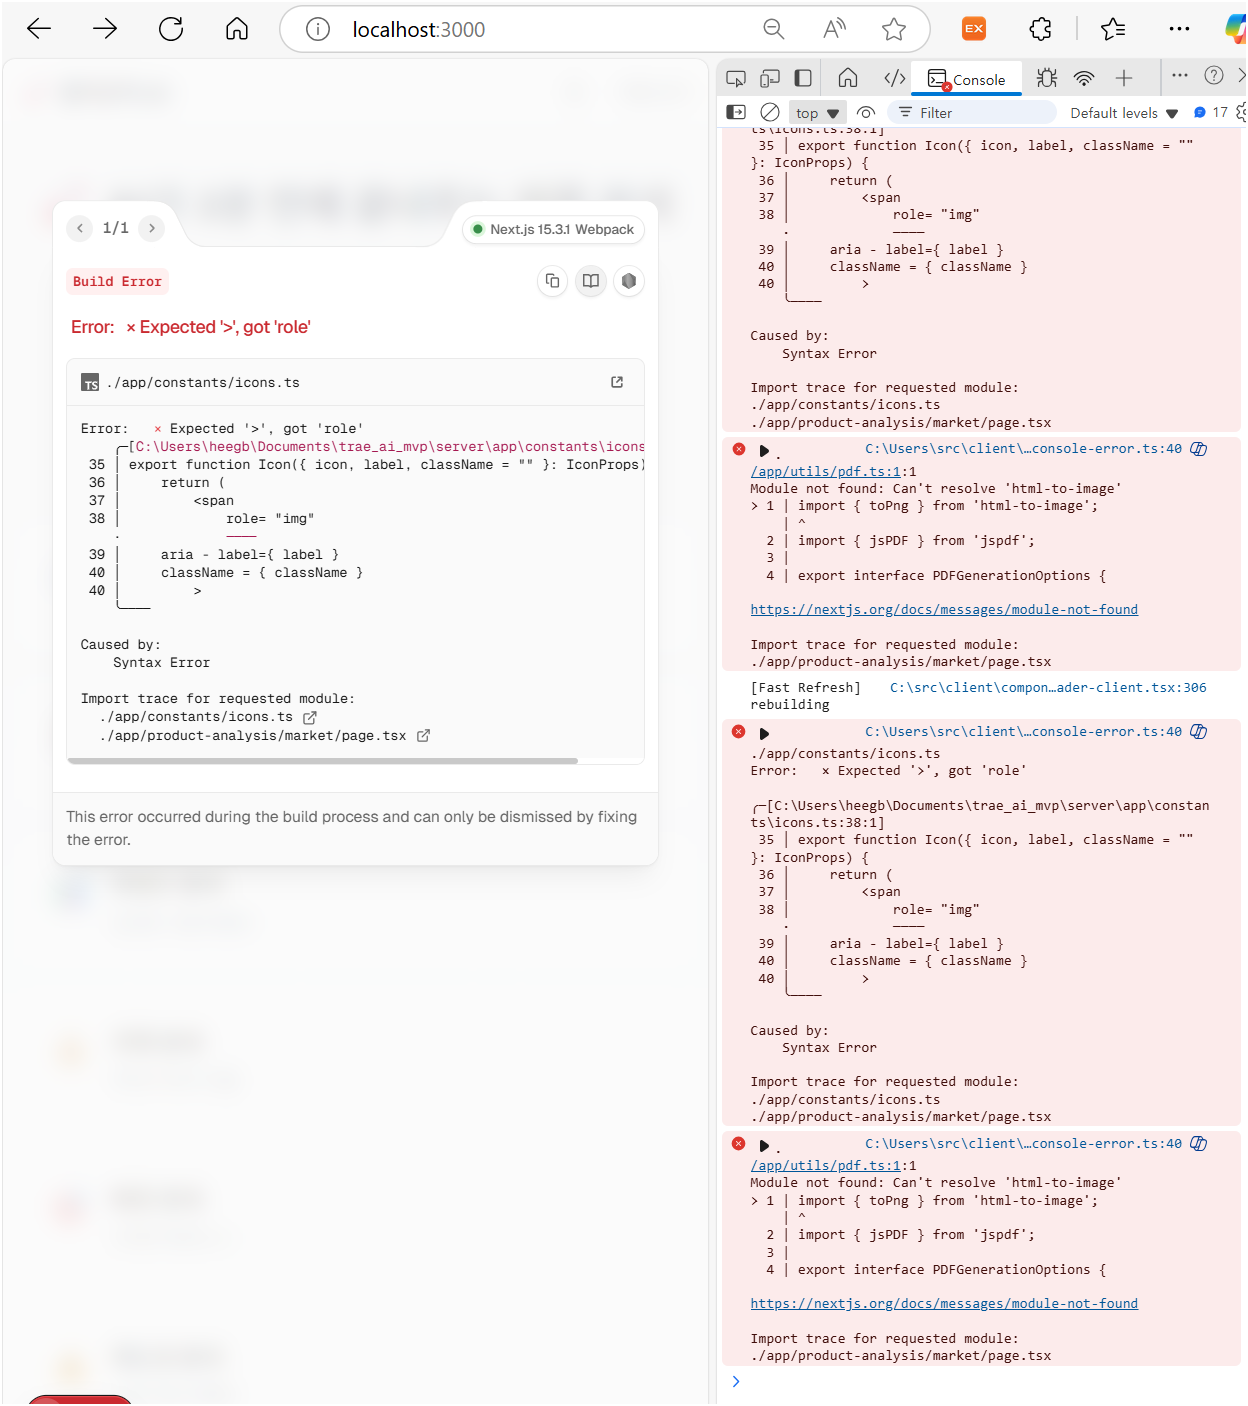 localhost:3000
EX
Console
top
Filter
Default levels
17
1/1
Next.js 15.3.1 Webpack
Build Error
Error: × Expected '>', got 'role'
TS ./app/constants/icons.ts
Error:   × Expected '>', got 'role'
╭─[C:\Users\heegb\Documents\trae_ai_mvp\server\app\constants\icons
35 │ export function Icon({ icon, label, className = "" }: IconProps)
36 │     return (
37 │         <span
38 │             role= "img"
·             ────
39 │     aria - label={ label }
40 │     className = { className }
40 │         >
╰────
Caused by:
    Syntax Error
Import trace for requested module:
./app/constants/icons.ts
./app/product-analysis/market/page.tsx
This error occurred during the build process and can only be dismissed by fixing
the error.
ts\icons.ts:38:1]
35 │ export function Icon({ icon, label, className = ""
}: IconProps) {
36 │     return (
37 │         <span
38 │             role= "img"
·             ────
39 │     aria - label={ label }
40 │     className = { className }
40 │         >
╰────
Caused by:
    Syntax Error
Import trace for requested module:
./app/constants/icons.ts
./app/product-analysis/market/page.tsx
. C:\Users\src\client\…console-error.ts:40
/app/utils/pdf.ts:1:1
Module not found: Can't resolve 'html-to-image'
> 1 | import { toPng } from 'html-to-image';
| ^
2 | import { jsPDF } from 'jspdf';
3 |
4 | export interface PDFGenerationOptions {
https://nextjs.org/docs/messages/module-not-found
Import trace for requested module:
./app/product-analysis/market/page.tsx
[Fast Refresh] C:\src\client\compon…ader-client.tsx:306
rebuilding
C:\Users\src\client\…console-error.ts:40
./app/constants/icons.ts
Error:   × Expected '>', got 'role'
╭─[C:\Users\heegb\Documents\trae_ai_mvp\server\app\constan
ts\icons.ts:38:1]
35 │ export function Icon({ icon, label, className = ""
}: IconProps) {
36 │     return (
37 │         <span
38 │             role= "img"
·             ────
39 │     aria - label={ label }
40 │     className = { className }
40 │         >
╰────
Caused by:
    Syntax Error
Import trace for requested module:
./app/constants/icons.ts
./app/product-analysis/market/page.tsx
. C:\Users\src\client\…console-error.ts:40
/app/utils/pdf.ts:1:1
Module not found: Can't resolve 'html-to-image'
> 1 | import { toPng } from 'html-to-image';
| ^
2 | import { jsPDF } from 'jspdf';
3 |
4 | export interface PDFGenerationOptions {
https://nextjs.org/docs/messages/module-not-found
Import trace for requested module:
./app/product-analysis/market/page.tsx